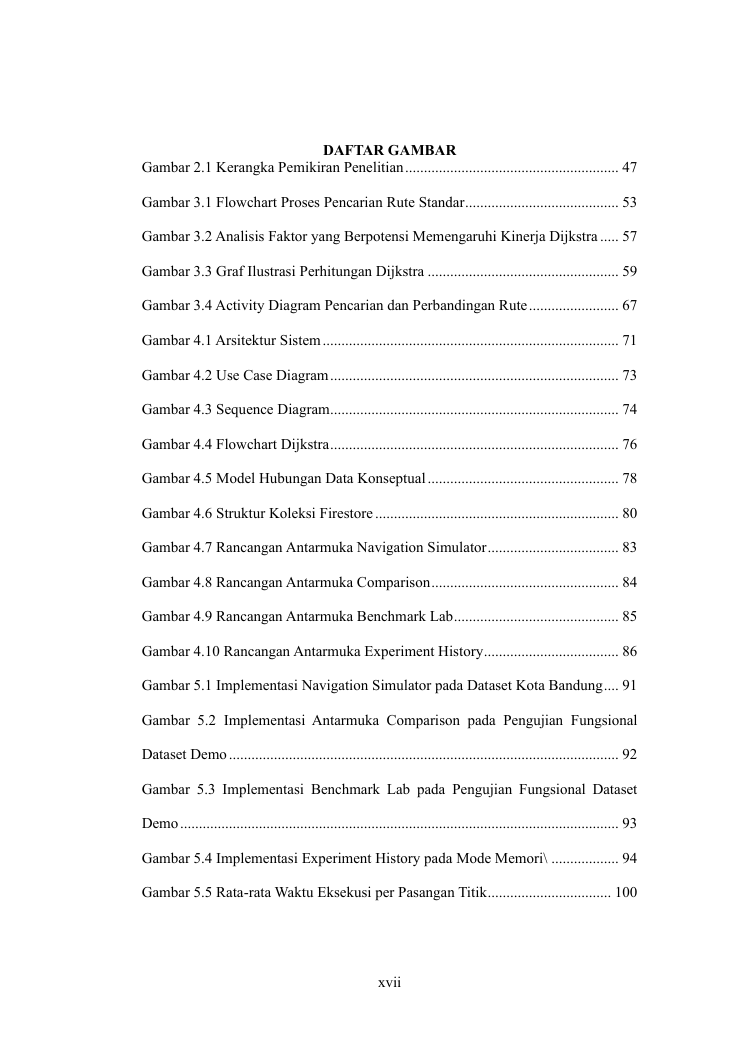 DAFTAR GAMBAR
Gambar 2.1 Kerangka Pemikiran Penelitian......................................................... 47
Gambar 3.1 Flowchart Proses Pencarian Rute Standar......................................... 53
Gambar 3.2 Analisis Faktor yang Berpotensi Memengaruhi Kinerja Dijkstra ..... 57
Gambar 3.3 Graf Ilustrasi Perhitungan Dijkstra ................................................... 59
Gambar 3.4 Activity Diagram Pencarian dan Perbandingan Rute........................ 67
Gambar 4.1 Arsitektur Sistem ............................................................................... 71
Gambar 4.2 Use Case Diagram............................................................................. 73
Gambar 4.3 Sequence Diagram............................................................................. 74
Gambar 4.4 Flowchart Dijkstra............................................................................. 76
Gambar 4.5 Model Hubungan Data Konseptual ................................................... 78
Gambar 4.6 Struktur Koleksi Firestore ................................................................. 80
Gambar 4.7 Rancangan Antarmuka Navigation Simulator................................... 83
Gambar 4.8 Rancangan Antarmuka Comparison.................................................. 84
Gambar 4.9 Rancangan Antarmuka Benchmark Lab............................................ 85
Gambar 4.10 Rancangan Antarmuka Experiment History.................................... 86
Gambar 5.1 Implementasi Navigation Simulator pada Dataset Kota Bandung.... 91
Gambar 5.2 Implementasi Antarmuka Comparison pada Pengujian Fungsional
Dataset Demo ........................................................................................................ 92
Gambar 5.3 Implementasi Benchmark Lab pada Pengujian Fungsional Dataset
Demo ..................................................................................................................... 93
Gambar 5.4 Implementasi Experiment History pada Mode Memori\ .................. 94
Gambar 5.5 Rata-rata Waktu Eksekusi per Pasangan Titik................................. 100
xvii